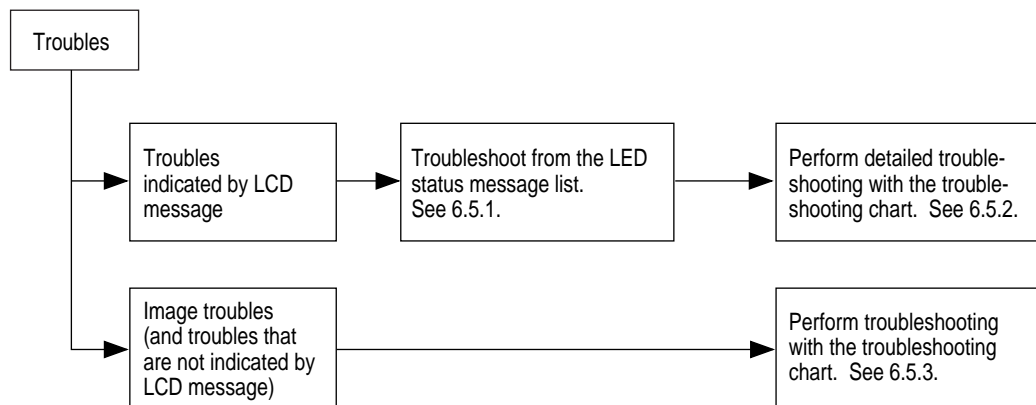 Troubles
Troubles
indicated by LCD
message
Troubleshoot from the LED
status message list.
See 6.5.1.
Perform detailed trouble-
shooting with the trouble-
shooting chart.  See 6.5.2.
Image troubles
(and troubles that
are not indicated by
LCD message)
Perform troubleshooting
with the troubleshooting
chart.  See 6.5.3.